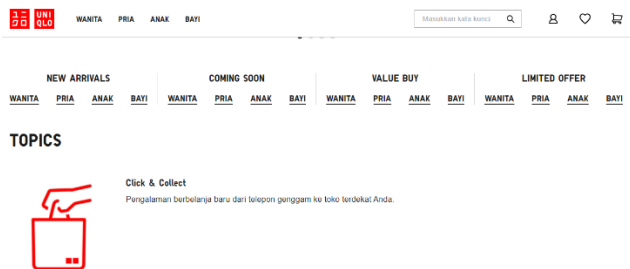 ユニ クロ UNI QLO WANITA PRIA ANAK BAYI Masukkan kata kunci
NEW ARRIVALS COMING SOON VALUE BUY LIMITED OFFER
WANITA PRIA ANAK BAYI WANITA PRIA ANAK BAYI WANITA PRIA ANAK BAYI WANITA PRIA ANAK BAYI
TOPICS
Click & Collect
Pengalaman berbelanja baru dari telepon genggam ke toko terdekat Anda.